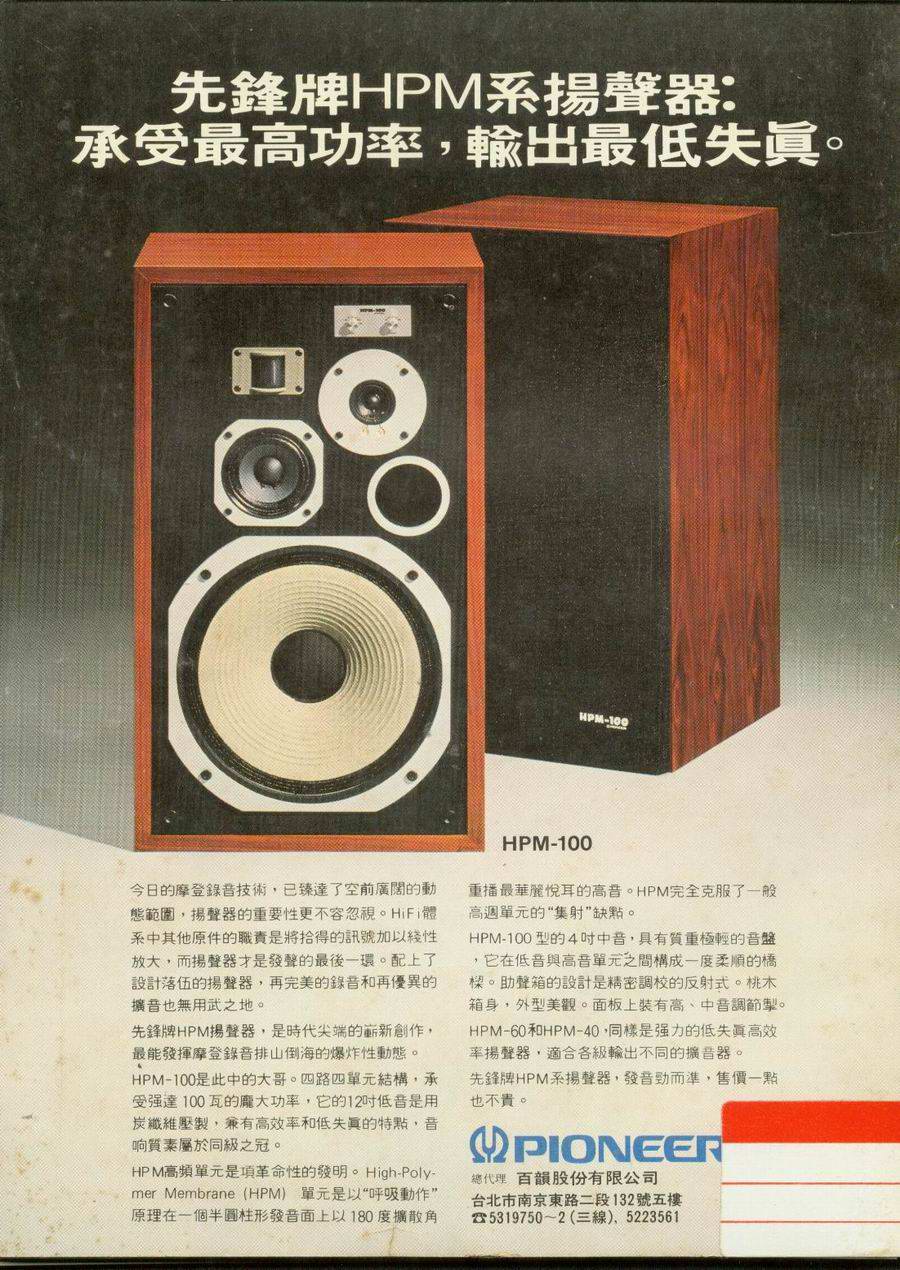 先鋒牌HPM系揚聲器:
承受最高功率，輸出最低失眞。
HPM-100
HPM-100
HPM-100
今日的摩登錄音技術，已臻達了空前廣闊的動
態範圍，揚聲器的重要性更不容忽視。HiFi體
系中其他原件的職責是將拾得的訊號加以綫性
放大，而揚聲器才是發聲的最後一環。配上了
設計落伍的揚聲器，再完美的錄音和再優異的
擴音也無用武之地。
先鋒牌HPM揚聲器，是時代尖端的嶄新創作，
最能發揮摩登錄音排山倒海的爆炸性動態。
HPM-100是此中的大哥。四路四單元結構，承
受强達 100 瓦的龐大功率，它的12吋低音是用
炭纖維壓製，兼有高效率和低失眞的特點，音
响質素屬於同級之冠。
HPM高頻單元是項革命性的發明。High-Poly-
mer Membrane (HPM) 單元是以“呼吸動作”
原理在一個半圓柱形發音面上以 180 度擴散角
重播最華麗悅耳的高音。HPM完全克服了一般
高週單元的“集射”缺點。
HPM-100 型的 4 吋中音，具有質重極輕的音盤
，它在低音與高音單元之間構成一度柔順的橋
樑。助聲箱的設計是精密調校的反射式。桃木
箱身，外型美觀。面板上裝有高、中音調節掣。
HPM-60和HPM-40，同樣是强力的低失眞高效
率揚聲器，適合各級輸出不同的擴音器。
先鋒牌HPM系揚聲器，發音勁而準，售價一點
也不貴。
PIONEER
總代理 百韻股份有限公司
台北市南京東路二段132號五樓
☎5319750～2(三線)，5223561